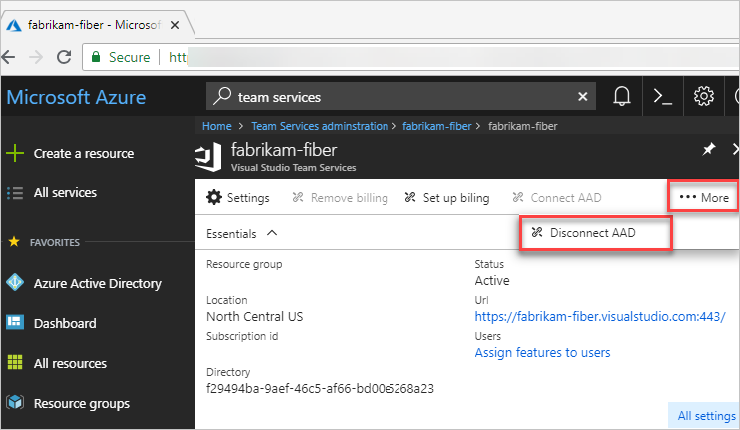 fabrikam-fiber - Microsof
Secure htt
Microsoft Azure
team services
Home > Team Services adminstration > fabrikam-fiber > fabrikam-fiber
fabrikam-fiber
Visual Studio Team Services
Create a resource
All services
FAVORITES
Azure Active Directory
Dashboard
All resources
Resource groups
Settings
Remove billing
Set up biling
Connect AAD
More
Essentials
Disconnect AAD
Resource group
Status
Active
Location
North Central US
Url
https://fabrikam-fiber.visualstudio.com:443/
Subscription id
Users
Assign features to users
Directory
f29494ba-9aef-46c5-af66-bd00e5268a23
All settings